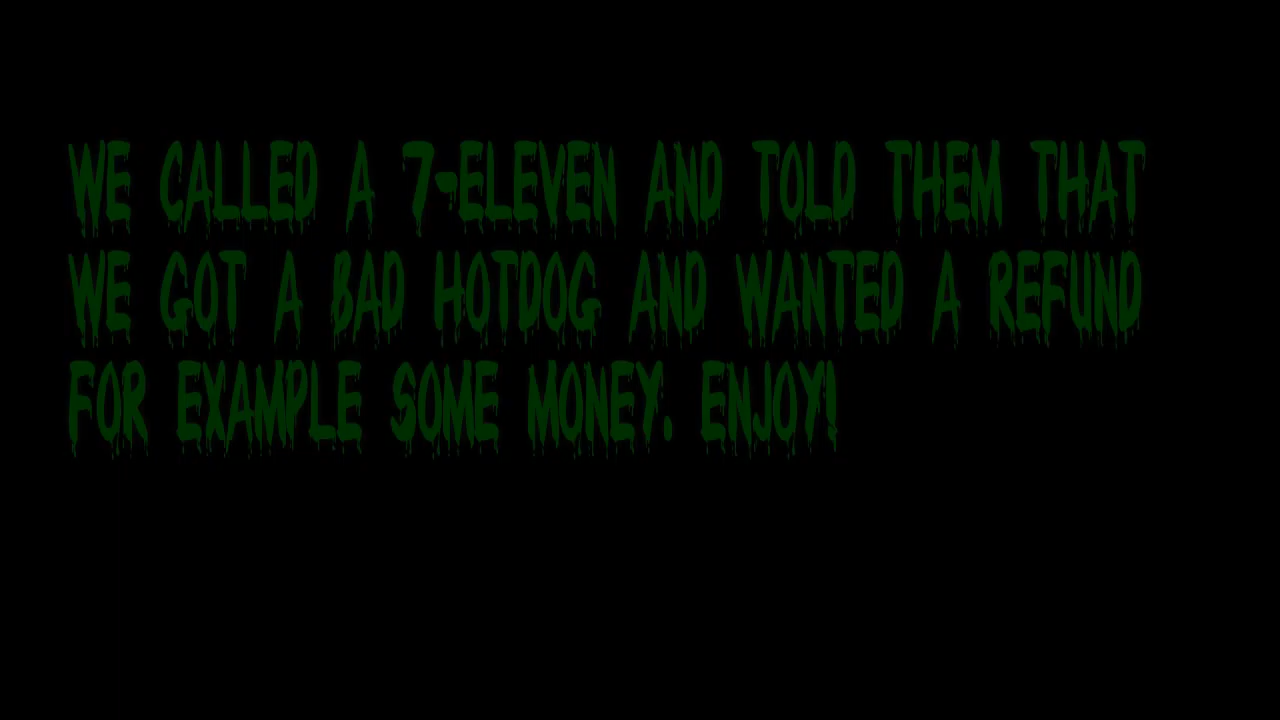 WE CALLED A 7-ELEVEN AND TOLD THEM THAT
WE GOT A BAD HOTDOG AND WANTED A REFUND
FOR EXAMPLE SOME MONEY. ENJOY!